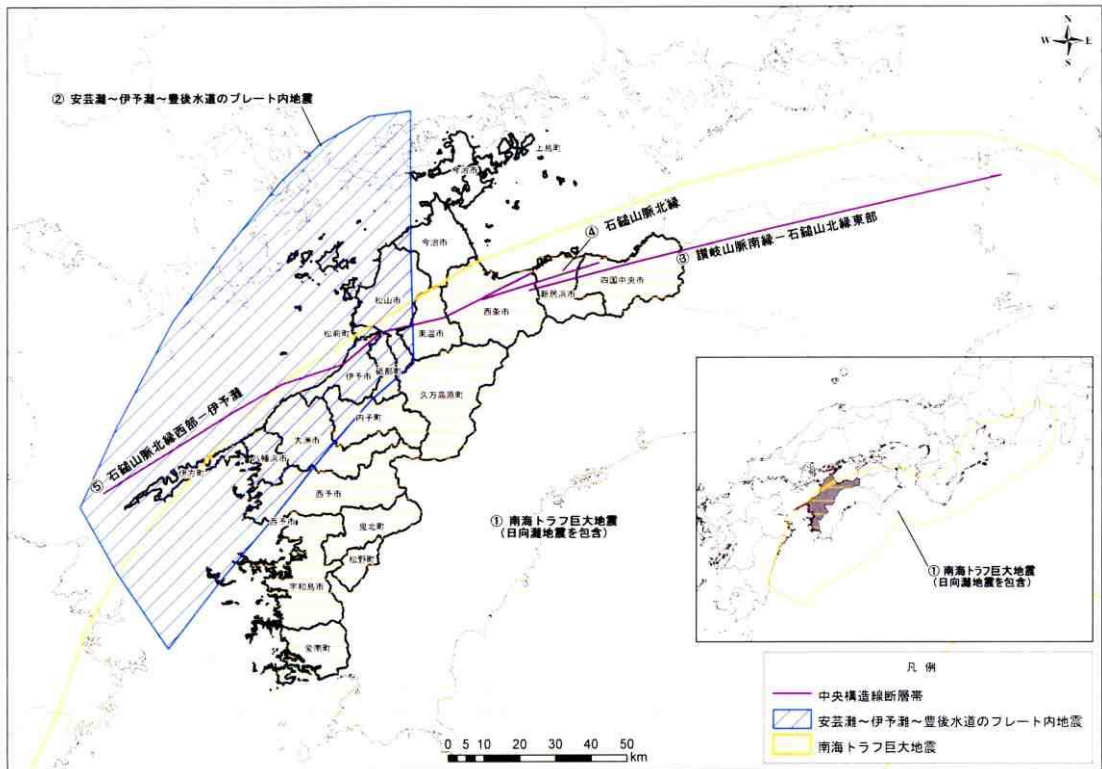 N
W E
S
② 安芸灘～伊予灘～豊後水道のプレート内地震
上島町
今治市
今治市
④ 石鎚山脈北縁
③ 讃岐山脈南縁－石鎚山北縁東部
四国中央市
新居浜市
西条市
松山市
東温市
松前町
伊予市
砥部町
久万高原町
内子町
大洲市
八幡浜市
伊方町
⑤ 石鎚山脈北縁西部－伊予灘
西予市
西予市
鬼北町
松野町
宇和島市
愛南町
① 南海トラフ巨大地震
(日向灘地震を包含)
① 南海トラフ巨大地震
(日向灘地震を包含)
凡 例
中央構造線断層帯
安芸灘～伊予灘～豊後水道のプレート内地震
南海トラフ巨大地震
0 5 10 20 30 40 50
km